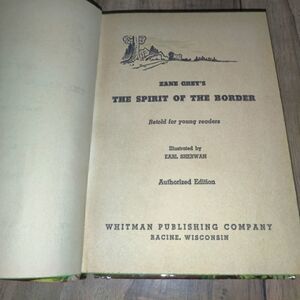 ZANE GREY'S
THE SPIRIT OF THE BORDER
Retold for young readers
Illustrated by
EARL SHERWAN
Authorized Edition
WHITMAN PUBLISHING COMPANY
RACINE, WISCONSIN